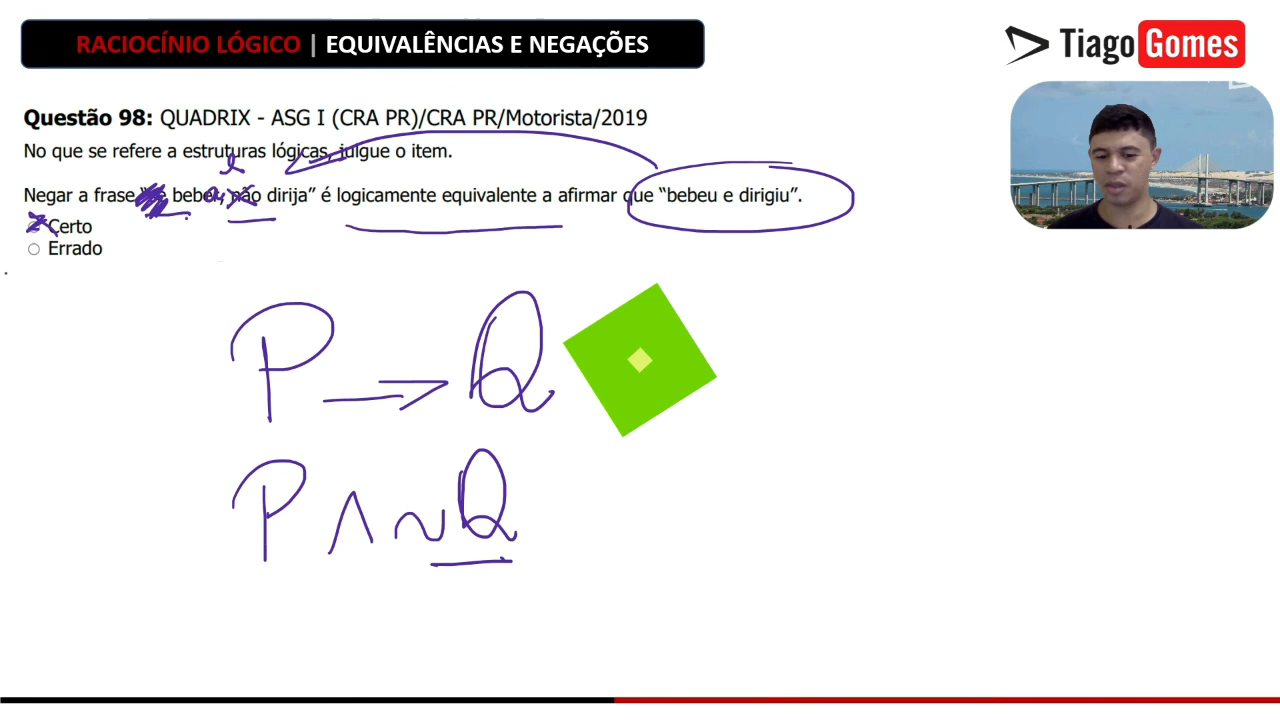 RACIOCÍNIO LÓGICO | EQUIVALÊNCIAS E NEGAÇÕES
Tiago Gomes
Questão 98: QUADRIX - ASG I (CRA PR)/CRA PR/Motorista/2019
No que se refere a estruturas lógicas, julgue o item.
e
Negar a frase beber, não dirija” é logicamente equivalente a afirmar que “bebeu e dirigiu”.
Certo
Errado
P → Q
P ∧ ~Q